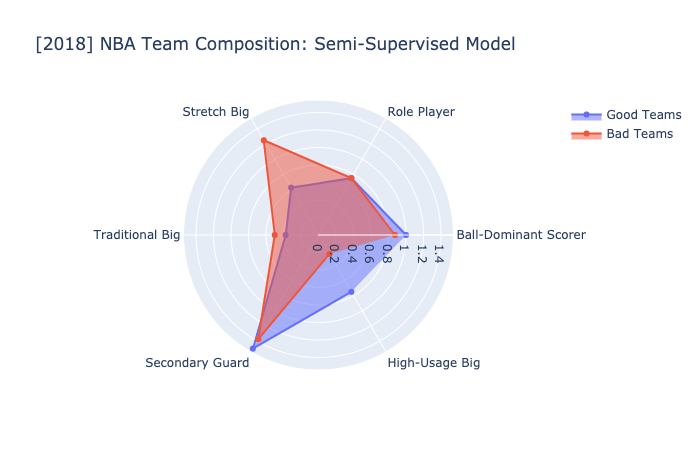 [2018] NBA Team Composition: Semi-Supervised Model
Good Teams
Bad Teams
Stretch Big
Role Player
Traditional Big
Ball-Dominant Scorer
0
0.2
0.4
0.6
0.8
1
1.2
1.4
Secondary Guard
High-Usage Big